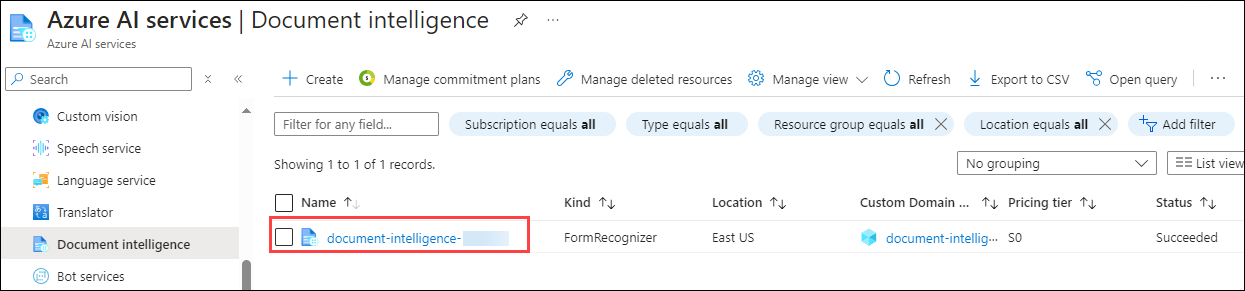 Azure AI services | Document intelligence
Azure AI services
Search
Custom vision
Speech service
Language service
Translator
Document intelligence
Bot services
Create Manage commitment plans Manage deleted resources Manage view Refresh Export to CSV Open query
Filter for any field... Subscription equals all Type equals all Resource group equals all Location equals all Add filter
Showing 1 to 1 of 1 records.
No grouping List view
Name Kind Location Custom Domain ... Pricing tier Status
document-intelligence- FormRecognizer East US document-intellig... S0 Succeeded